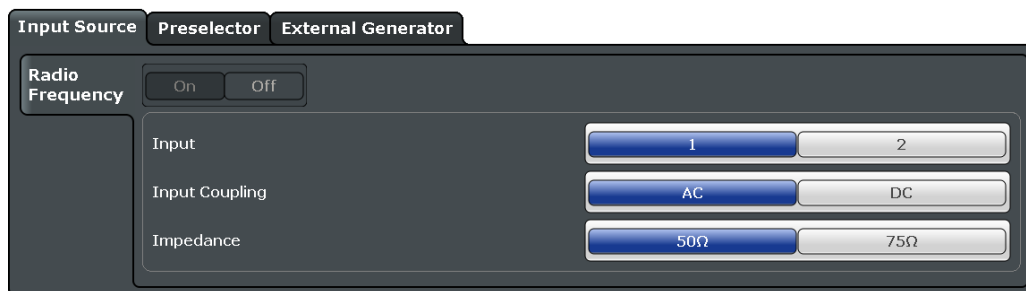 Input Source Preselector External Generator
Radio Frequency On Off
Input 1 2
Input Coupling AC DC
Impedance 50Ω 75Ω